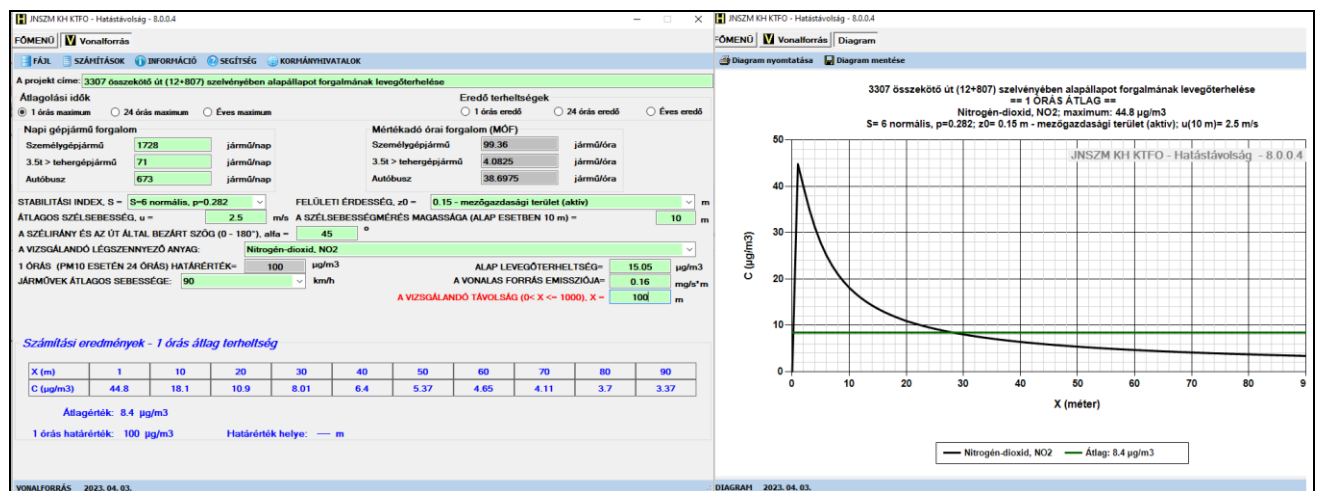 JNSZM KH KTFO - Hatástávolság - 8.0.0.4
FŐMENÜ Vonalforrás
FÁJL SZÁMÍTÁSOK INFORMÁCIÓ SEGÍTSÉG KORMÁNYHIVATALOK
A projekt címe: 3307 összekötő út (12+807) szelvényében alapállapot forgalmának levegőterhelése
Átlagolási idők Eredő terheltségek
1 órás maximum 24 órás maximum Éves maximum 1 órás eredő 24 órás eredő Éves eredő
Napi gépjármű forgalom Mértékadó órai forgalom (MÓF)
Személygépjármű 1728 jármű/nap Személygépjármű 99.36 jármű/óra
3.5t > tehergépjármű 71 jármű/nap 3.5t > tehergépjármű 4.0825 jármű/óra
Autóbusz 673 jármű/nap Autóbusz 38.6975 jármű/óra
STABILITÁSI INDEX, S = S=6 normális, p=0.282 FELÜLETI ÉRDESSÉG, z0 = 0.15 - mezőgazdasági terület (aktív) m
ÁTLAGOS SZÉLSEBESSÉG, u = 2.5 m/s A SZÉLSEBESSÉGMÉRÉS MAGASSÁGA (ALAP ESETBEN 10 m) = 10 m
A SZÉLIRÁNY ÉS AZ ÚT ÁLTAL BEZÁRT SZÖG (0 - 180°), alfa = 45 °
A VIZSGÁLANDÓ LÉGSZENNYEZŐ ANYAG: Nitrogén-dioxid, NO2
1 ÓRÁS (PM10 ESETÉN 24 ÓRÁS) HATÁRÉRTÉK= 100 µg/m3 ALAP LEVEGŐTERHELTSÉG= 15.05 µg/m3
JÁRMŰVEK ÁTLAGOS SEBESSÉGE: 90 km/h A VONALAS FORRÁS EMISSZIÓJA= 0.16 mg/s*m
A VIZSGÁLANDÓ TÁVOLSÁG (0< X <= 1000), X = 100 m
Számítási eredmények - 1 órás átlag terheltség
X (m) 1 10 20 30 40 50 60 70 80 90
C (µg/m3) 44.8 18.1 10.9 8.01 6.4 5.37 4.65 4.11 3.7 3.37
Átlagérték: 8.4 µg/m3
1 órás határérték: 100 µg/m3 Határérték helye: — m
VONALFORRÁS 2023. 04. 03.
JNSZM KH KTFO - Hatástávolság - 8.0.0.4
FŐMENÜ Vonalforrás Diagram
Diagram nyomtatása Diagram mentése
3307 összekötő út (12+807) szelvényében alapállapot forgalmának levegőterhelése
== 1 ÓRÁS ÁTLAG ==
Nitrogén-dioxid, NO2; maximum: 44.8 µg/m3
S= 6 normális, p=0.282; z0= 0.15 m - mezőgazdasági terület (aktív); u(10 m)= 2.5 m/s
JNSZM KH KTFO - Hatástávolság - 8.0.0.4
50
40
30
20
10
0
C (µg/m3)
0 10 20 30 40 50 60 70 80 9
X (méter)
Nitrogén-dioxid, NO2 Átlag: 8.4 µg/m3
DIAGRAM 2023. 04. 03.